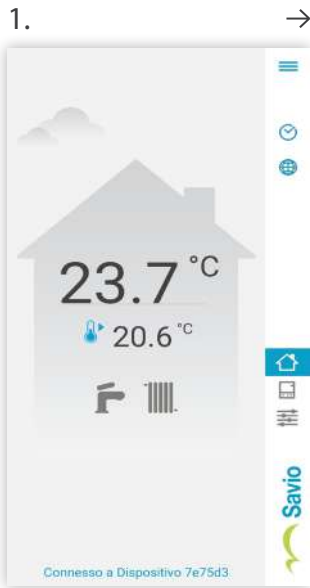 1.
23.7 °C
20.6 °C
Savio
Connesso a Dispositivo 7e75d3